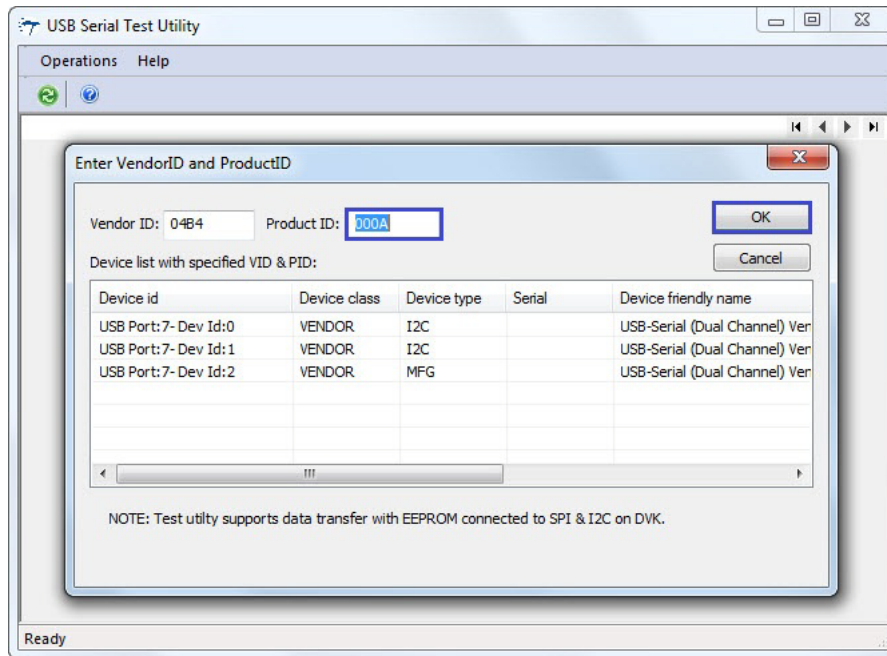 USB Serial Test Utility
Operations Help
Enter VendorID and ProductID
Vendor ID: 04B4 Product ID: 000A OK
Device list with specified VID & PID: Cancel
Device id Device class Device type Serial Device friendly name
USB Port:7- Dev Id:0 VENDOR I2C USB-Serial (Dual Channel) Ven
USB Port:7- Dev Id:1 VENDOR I2C USB-Serial (Dual Channel) Ven
USB Port:7- Dev Id:2 VENDOR MFG USB-Serial (Dual Channel) Ven
NOTE: Test utilty supports data transfer with EEPROM connected to SPI & I2C on DVK.
Ready